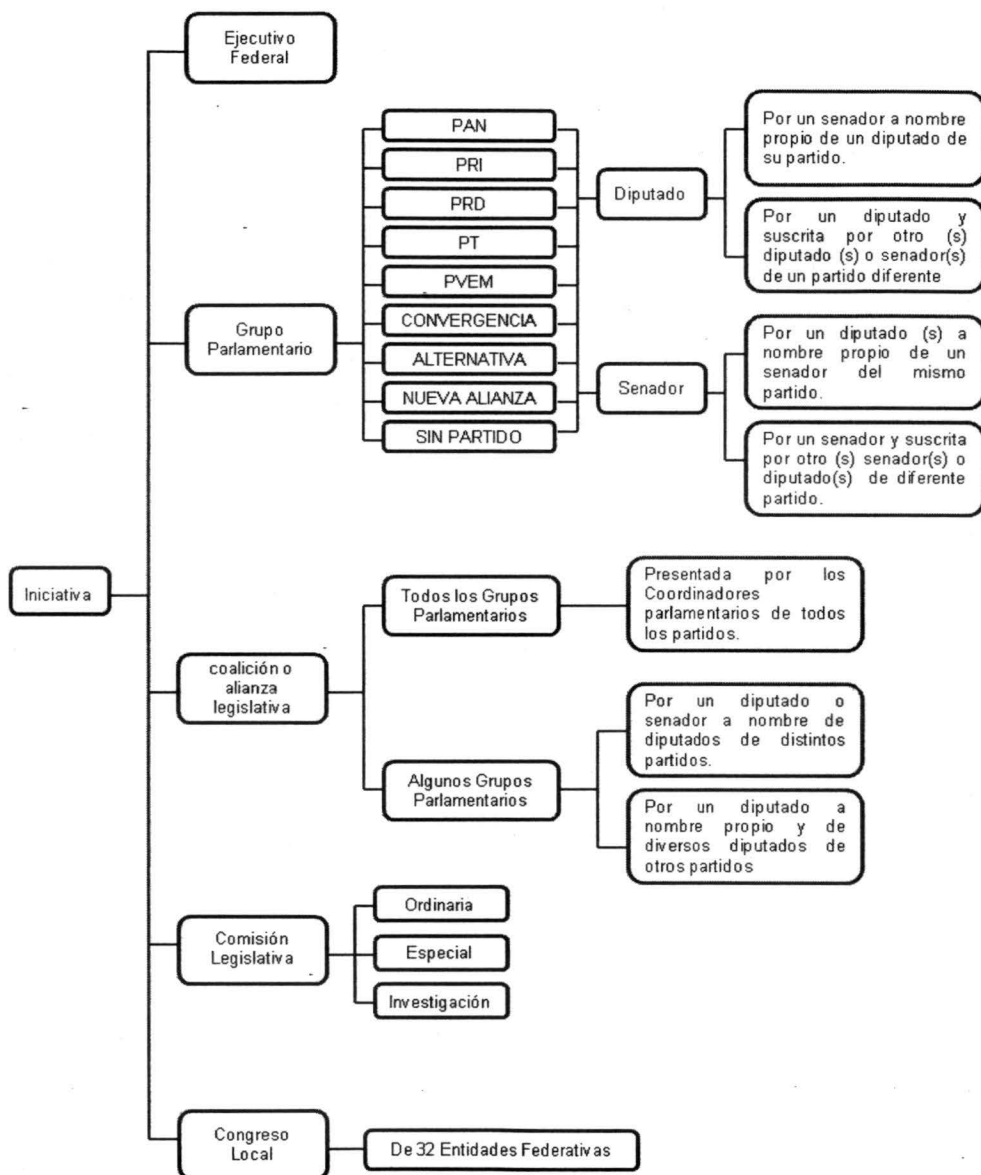 Ejecutivo
Federal
PAN
PRI
PRD
PT
PVEM
CONVERGENCIA
ALTERNATIVA
NUEVA ALIANZA
SIN PARTIDO
Grupo
Parlamentario
Diputado
Por un senador a nombre
propio de un diputado de
su partido.
Por un diputado y
suscrita por otro (s)
diputado (s) o senador(s)
de un partido diferente
Senador
Por un diputado (s) a
nombre propio de un
senador del mismo
partido.
Por un senador y suscrita
por otro (s) senador(s) o
diputado(s) de diferente
partido.
Iniciativa
coalición o
alianza
legislativa
Todos los Grupos
Parlamentarios
Presentada por los
Coordinadores
parlamentarios de todos
los partidos.
Algunos Grupos
Parlamentarios
Por un diputado o
senador a nombre de
diputados de distintos
partidos.
Por un diputado a
nombre propio y de
diversos diputados de
otros partidos
Comisión
Legislativa
Ordinaria
Especial
Investigación
Congreso
Local
De 32 Entidades Federativas